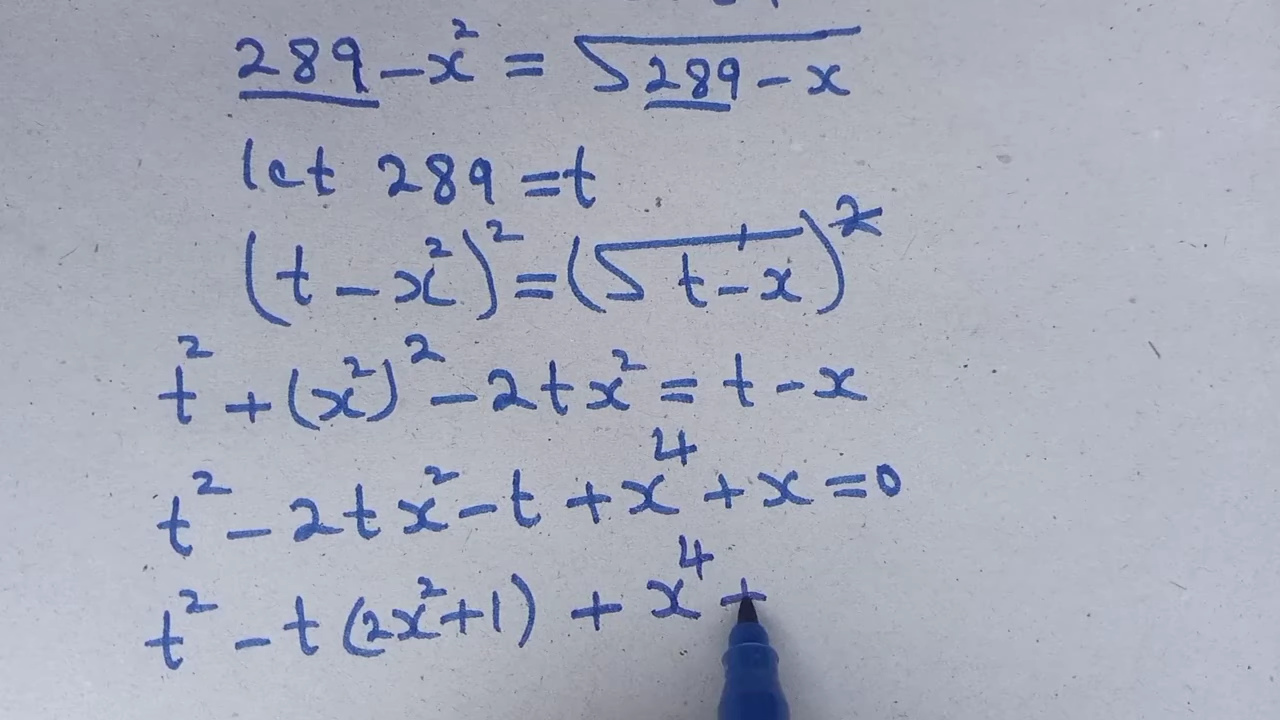 289 - x² = √289 - x
let 289 = t
(t - x²)² = (√t - x)²
t² + (x²)² - 2tx² = t - x
t² - 2tx² - t + x⁴ + x = 0
t² - t(2x² + 1) + x⁴ +